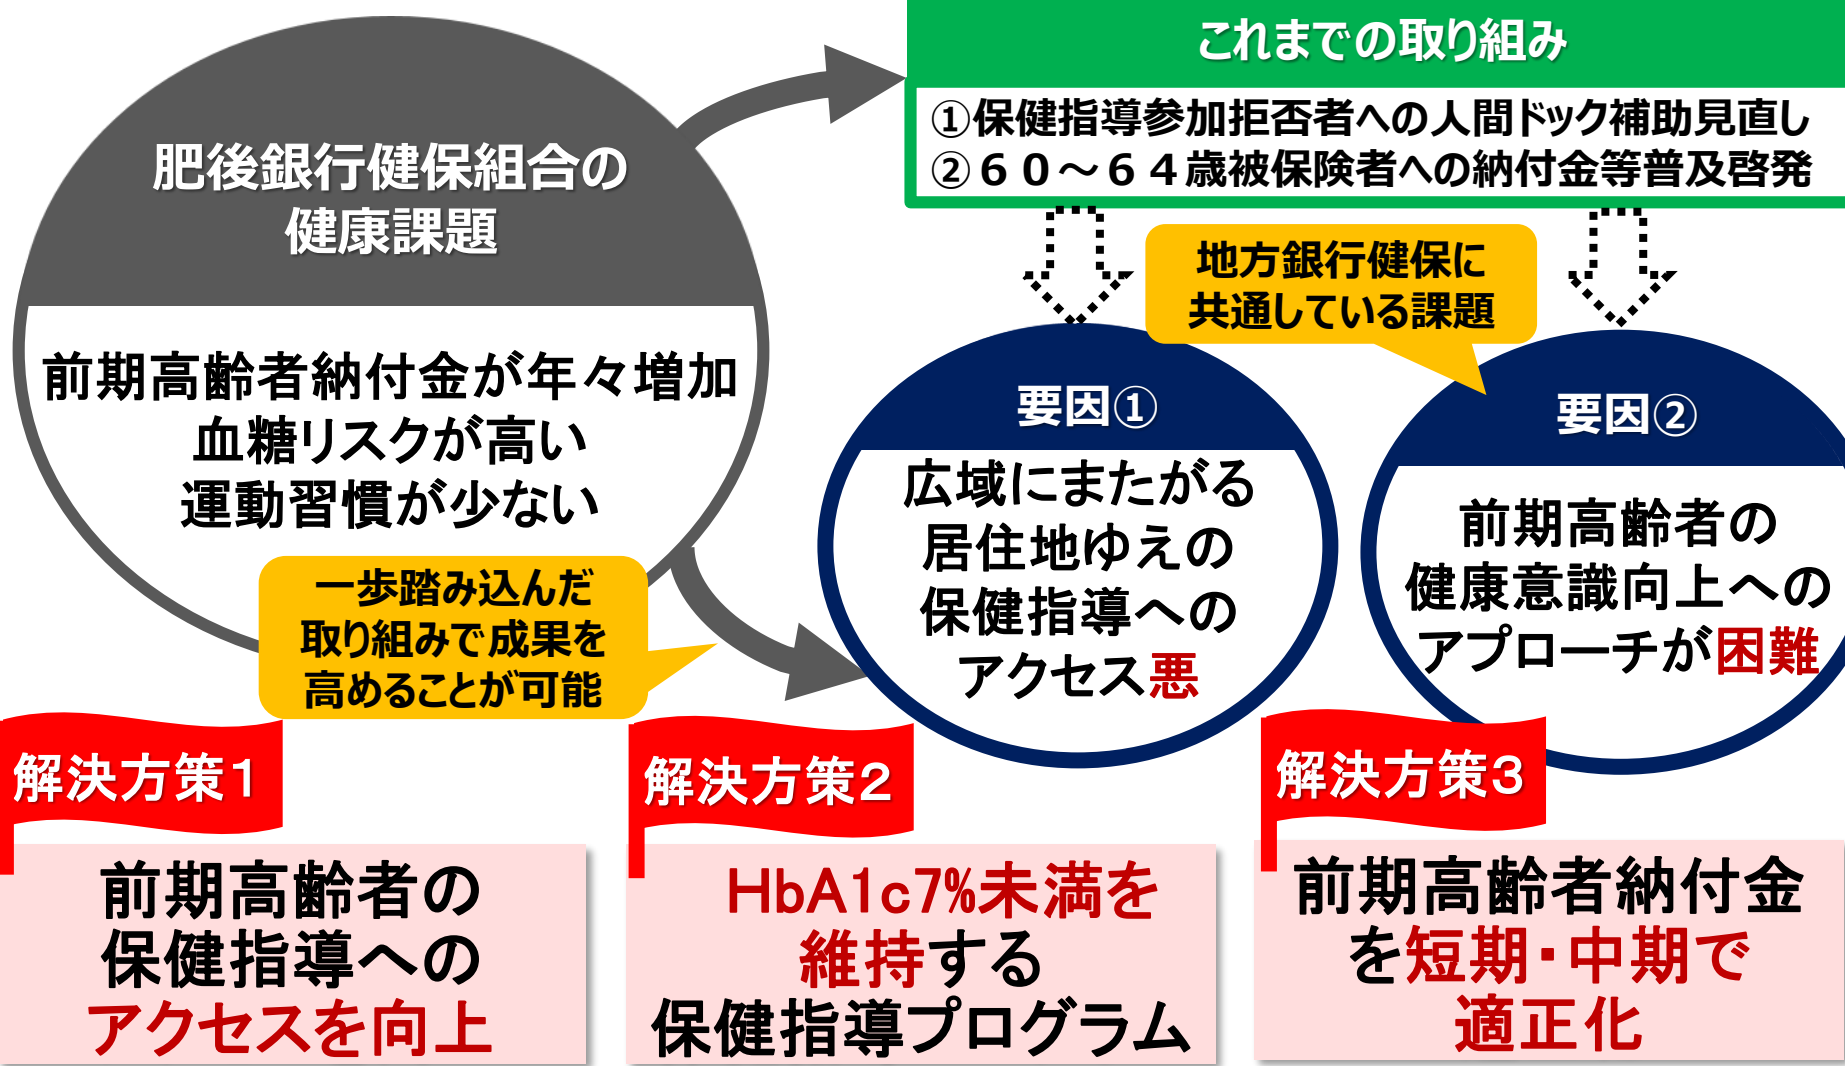 肥後銀行健保組合の
健康課題
前期高齢者納付金が年々増加
血糖リスクが高い
運動習慣が少ない
一歩踏み込んだ
取り組みで成果を
高めることが可能
これまでの取り組み
①保健指導参加拒否者への人間ドック補助見直し
②６０～６４歳被保険者への納付金等普及啓発
地方銀行健保に
共通している課題
要因①
広域にまたがる
居住地ゆえの
保健指導への
アクセス悪
要因②
前期高齢者の
健康意識向上への
アプローチが困難
解決方策１
前期高齢者の
保健指導への
アクセスを向上
解決方策２
HbA1c7%未満を
維持する
保健指導プログラム
解決方策３
前期高齢者納付金
を短期・中期で
適正化